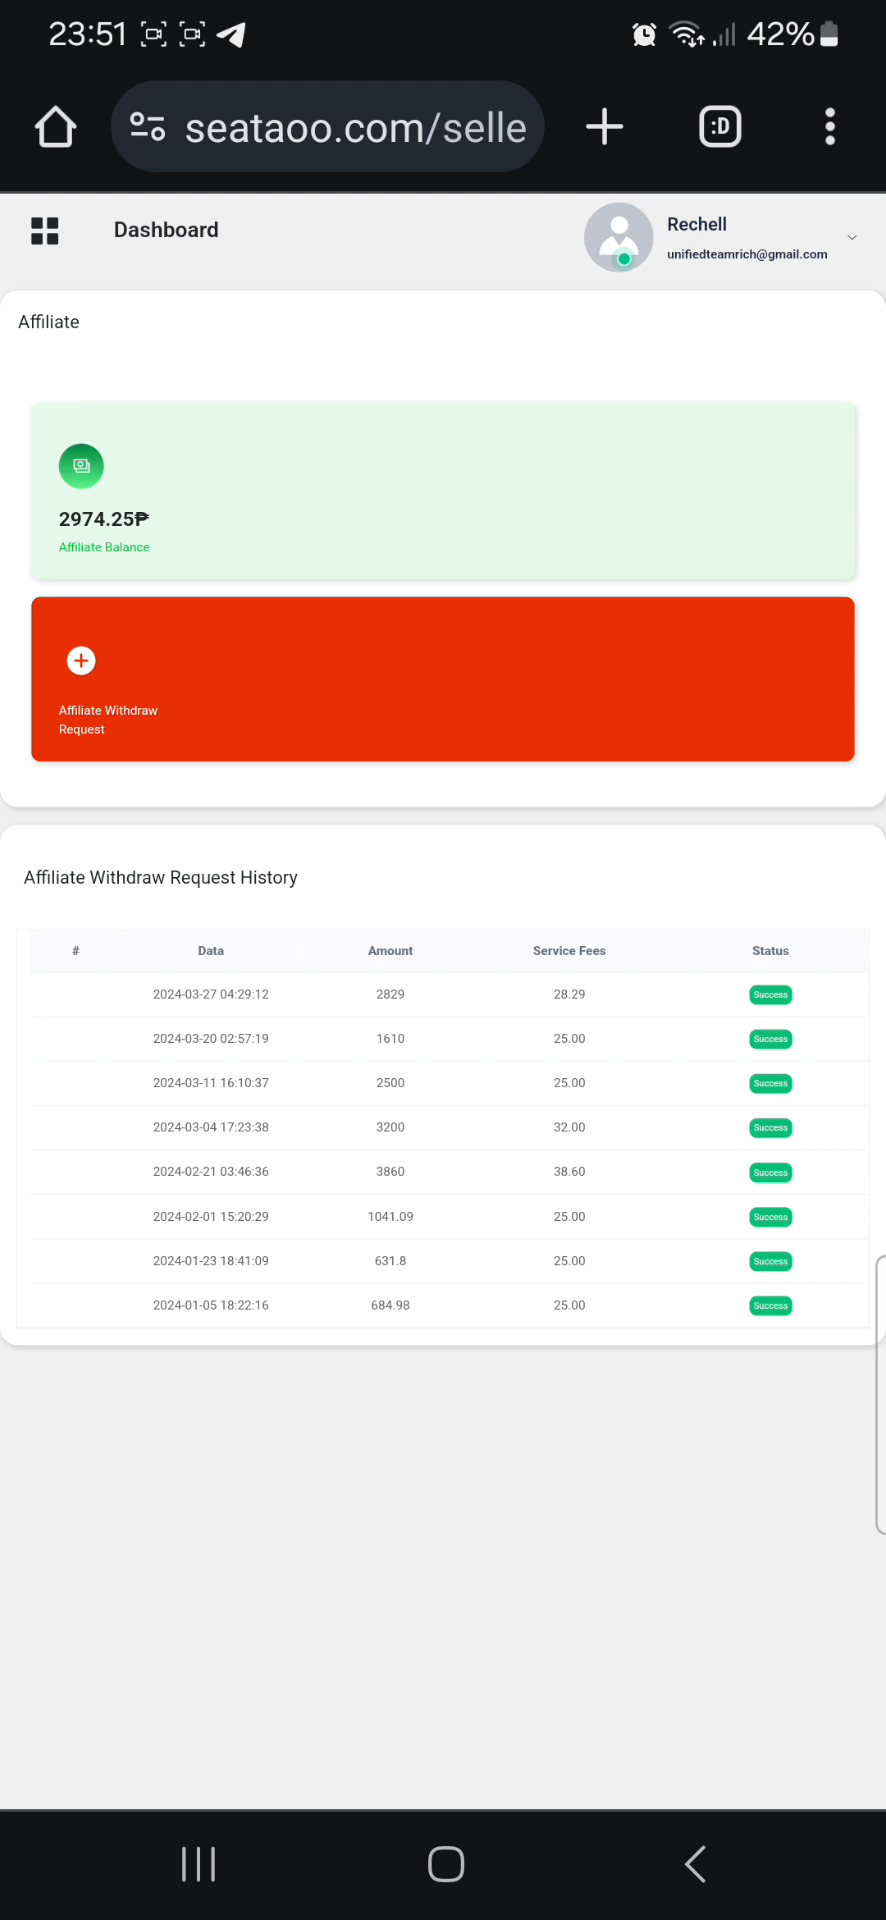 23:51
42%
seataoo.com/selle
:D
Dashboard
Rechell
unifiedteamrich@gmail.com
Affiliate
2974.25₱
Affiliate Balance
Affiliate Withdraw
Request
Affiliate Withdraw Request History
# Data Amount Service Fees Status
2024-03-27 04:29:12 2829 28.29 Success
2024-03-20 02:57:19 1610 25.00 Success
2024-03-11 16:10:37 2500 25.00 Success
2024-03-04 17:23:38 3200 32.00 Success
2024-02-21 03:46:36 3860 38.60 Success
2024-02-01 15:20:29 1041.09 25.00 Success
2024-01-23 18:41:09 631.8 25.00 Success
2024-01-05 18:22:16 684.98 25.00 Success